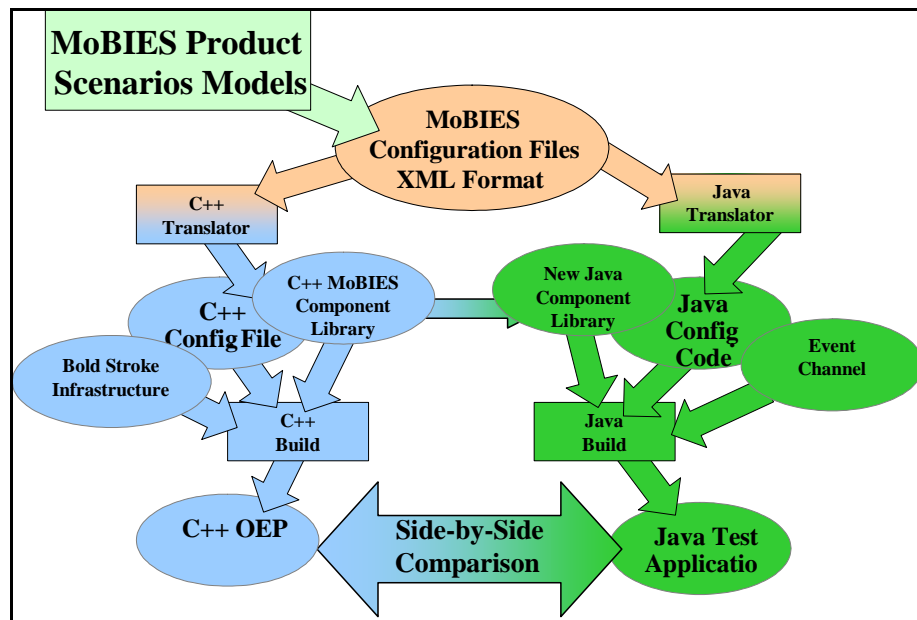 MoBIES Product
Scenarios Models
MoBIES
Configuration Files
XML Format
C++
Translator
Java
Translator
C++
Config File
C++ MoBIES
Component
Library
New Java
Component
Library
Java
Config
Code
Bold Stroke
Infrastructure
Event
Channel
C++
Build
Java
Build
C++ OEP
Side-by-Side
Comparison
Java Test
Applicatio